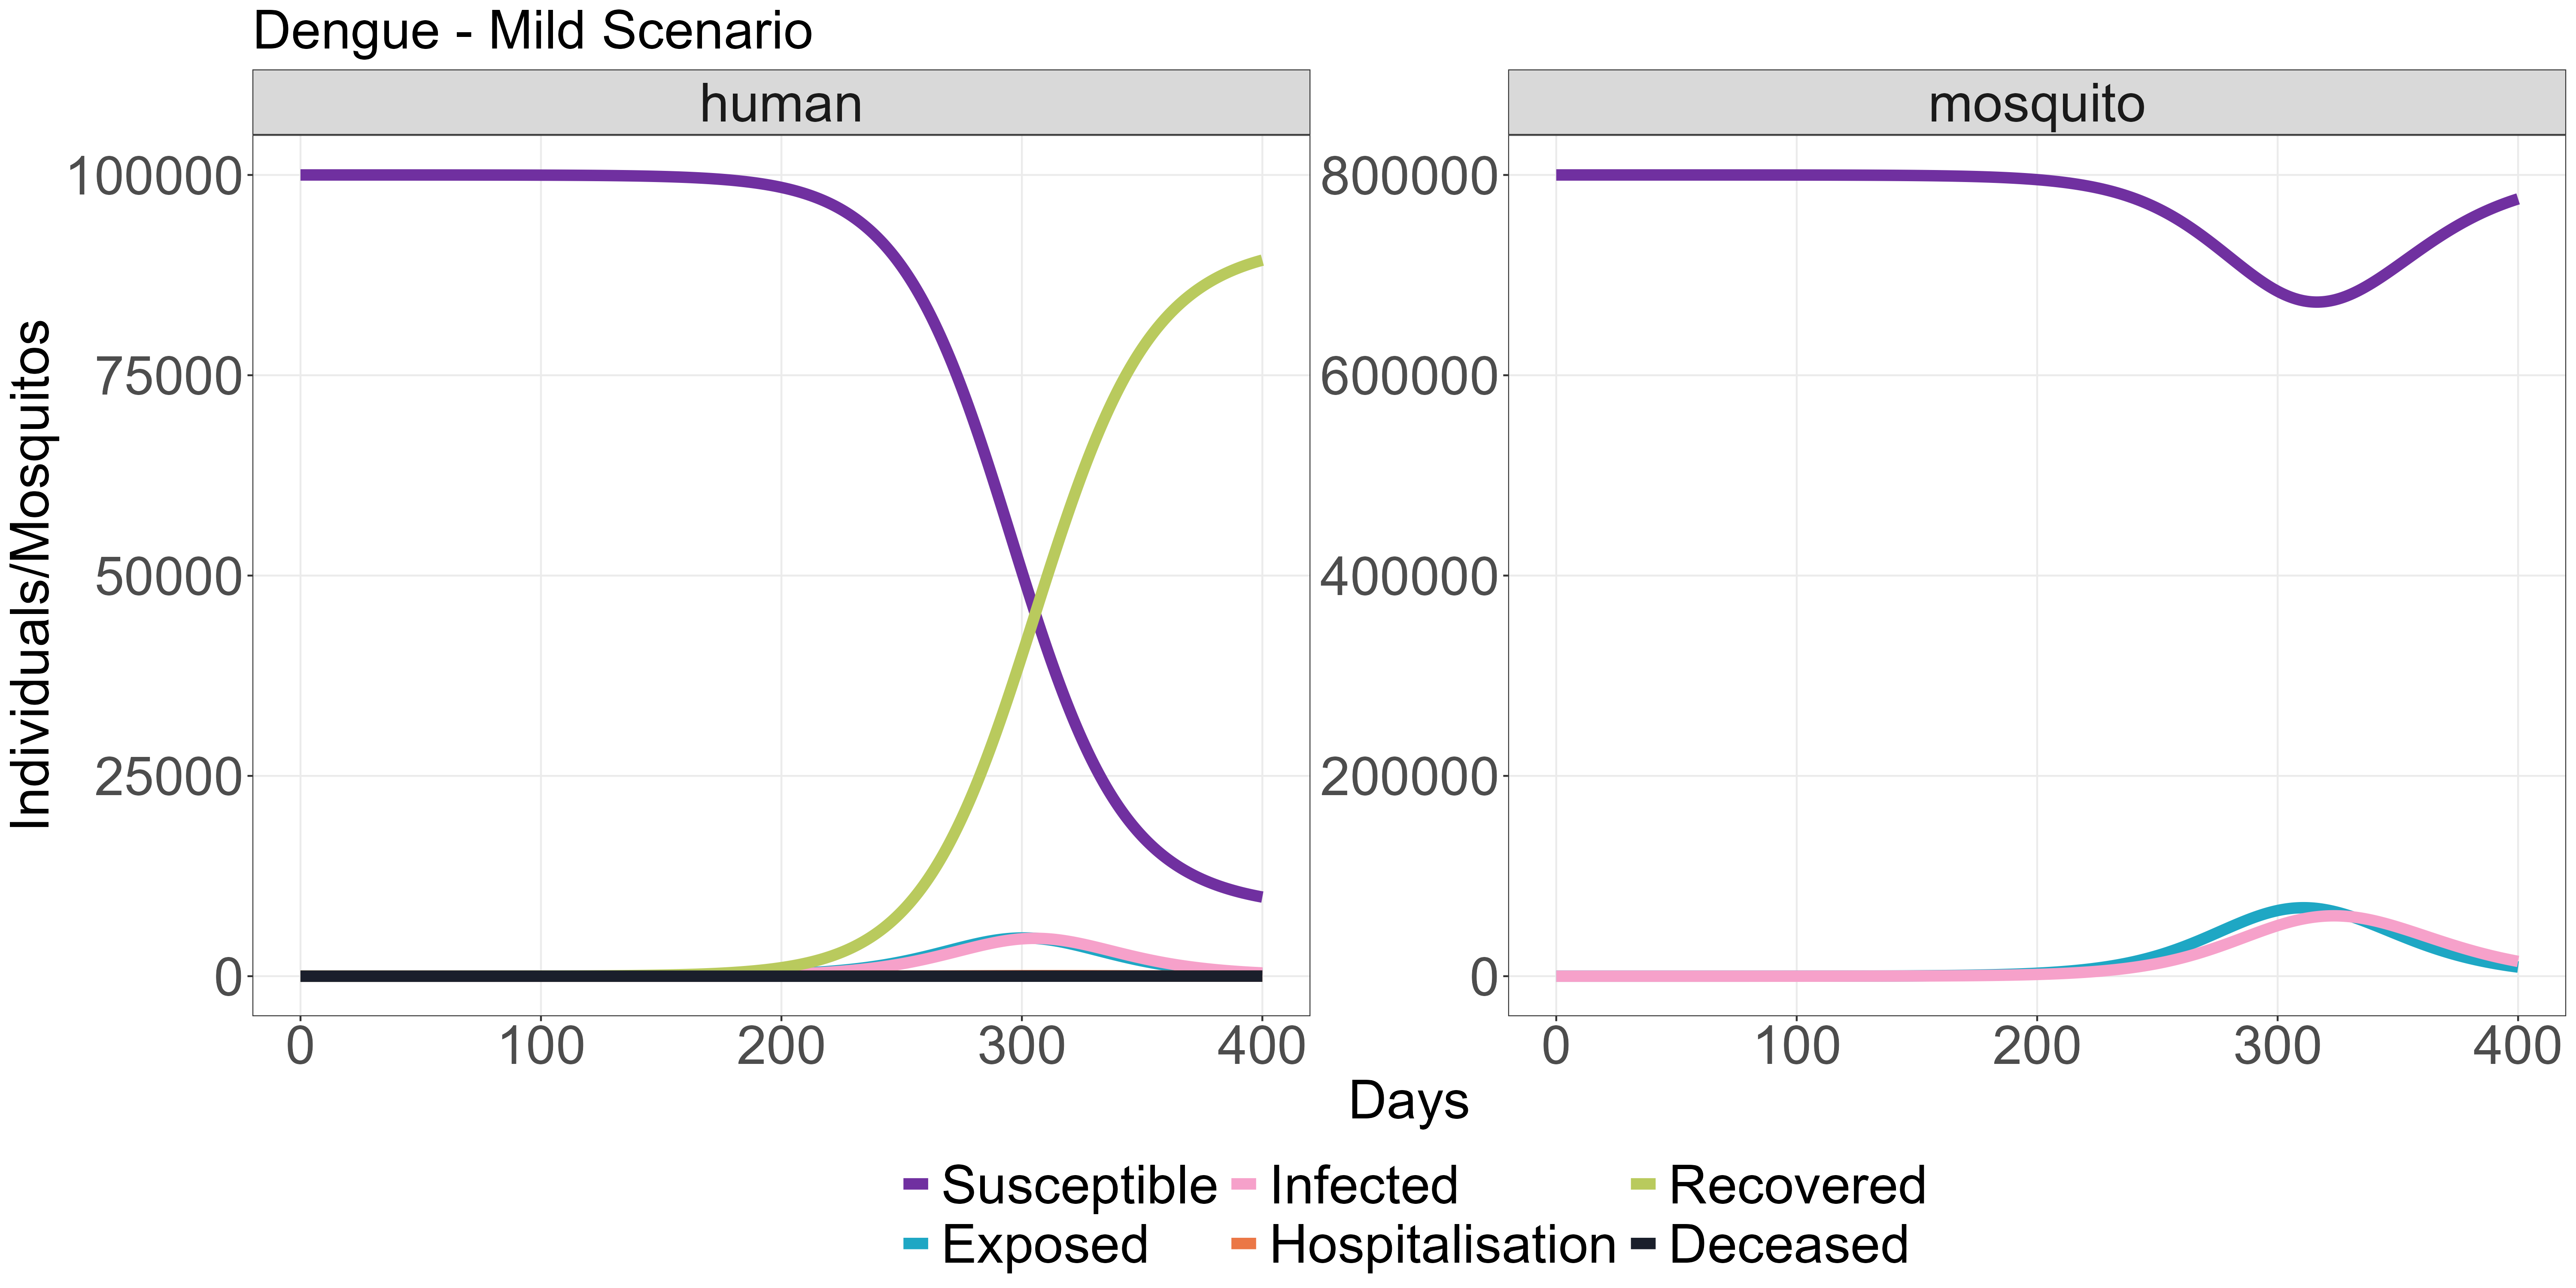 Dengue - Mild Scenario
human
mosquito
Individuals/Mosquitos
100000
75000
50000
25000
0
800000
600000
400000
200000
0
0 100 200 300 400
0 100 200 300 400
Days
Susceptible Infected Recovered
Exposed Hospitalisation Deceased